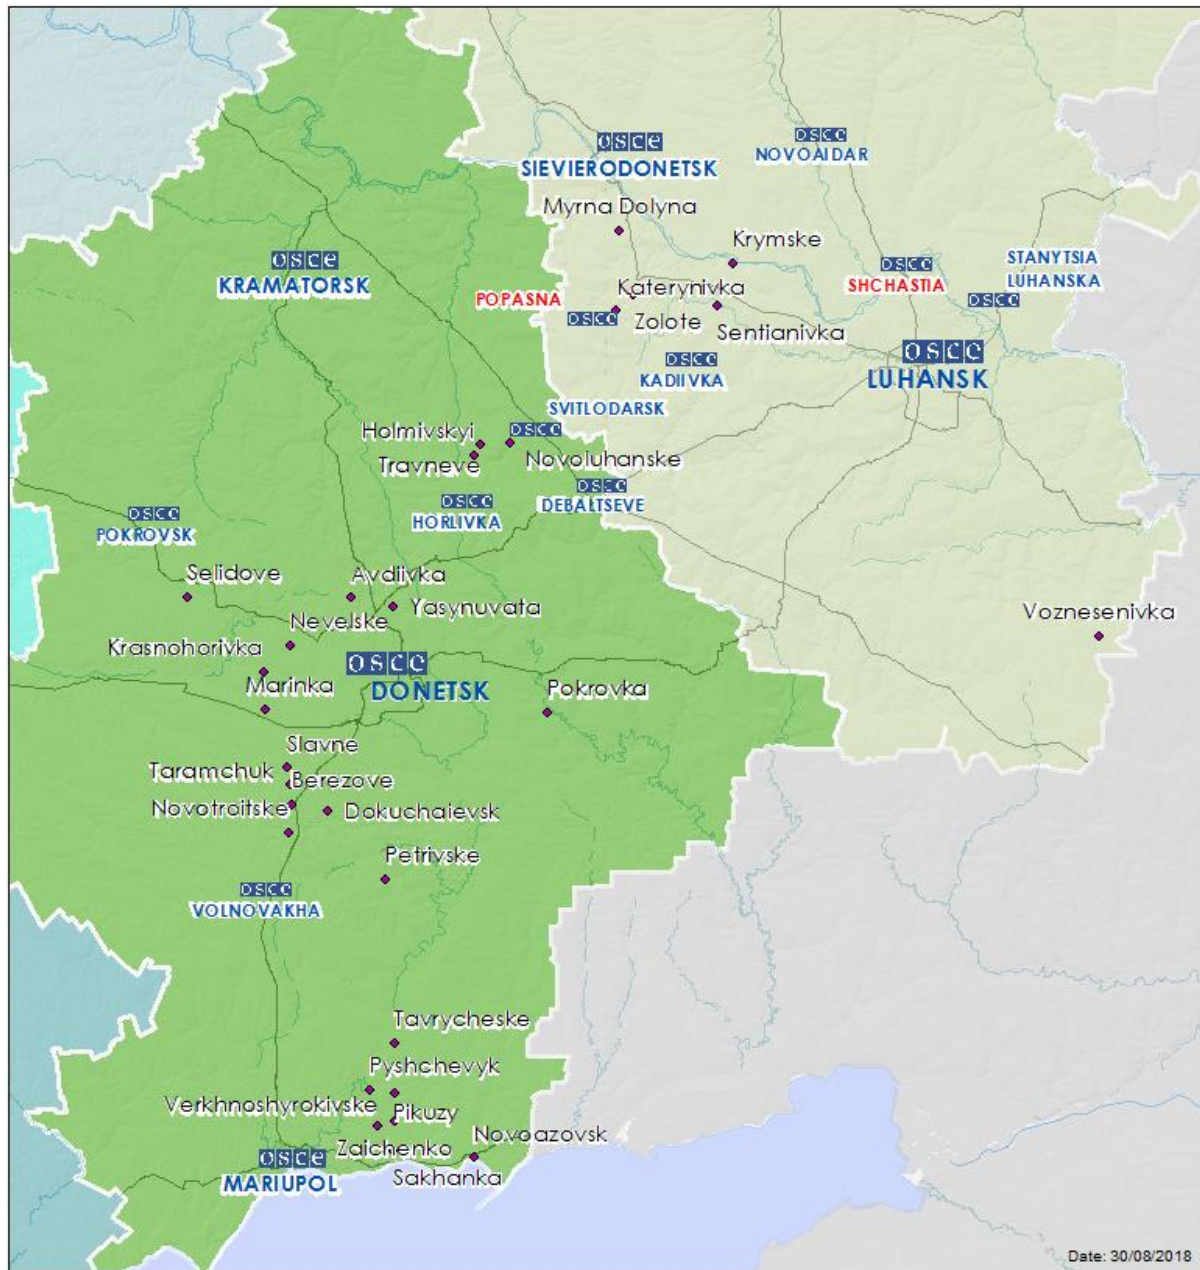 osce
SIEVIERODONETSK
osce
NOVOAIDAR
Myrna Dolyna
Krymske
osce
KRAMATORSK
osce
SHCHASTIA
STANYTSIA
LUHANSKA
osce
POPASNA
osce
Katerynivka
Zolote
Sentianivka
osce
KADIIVKA
osce
LUHANSK
SVITLODARSK
osce
Holmivskyi
Travneve
Novoluhanske
osce
HORLIVKA
osce
DEBALTSEVE
osce
POKROVSK
Selidove
Avdiivka
Yasynuvata
Nevelske
Krasnohorivka
Marinka
osce
DONETSK
Pokrovka
Voznesenivka
Slavne
Taramchuk
Berezove
Novotroitske
Dokuchaievsk
Petrivske
osce
VOLNOVAKHA
Tavrycheske
Pyshchevyk
Verkhnoshyrokivske
Pikuzy
Zaichenko
Novoazovsk
Sakhanka
osce
MARIUPOL
Date: 30/08/2018